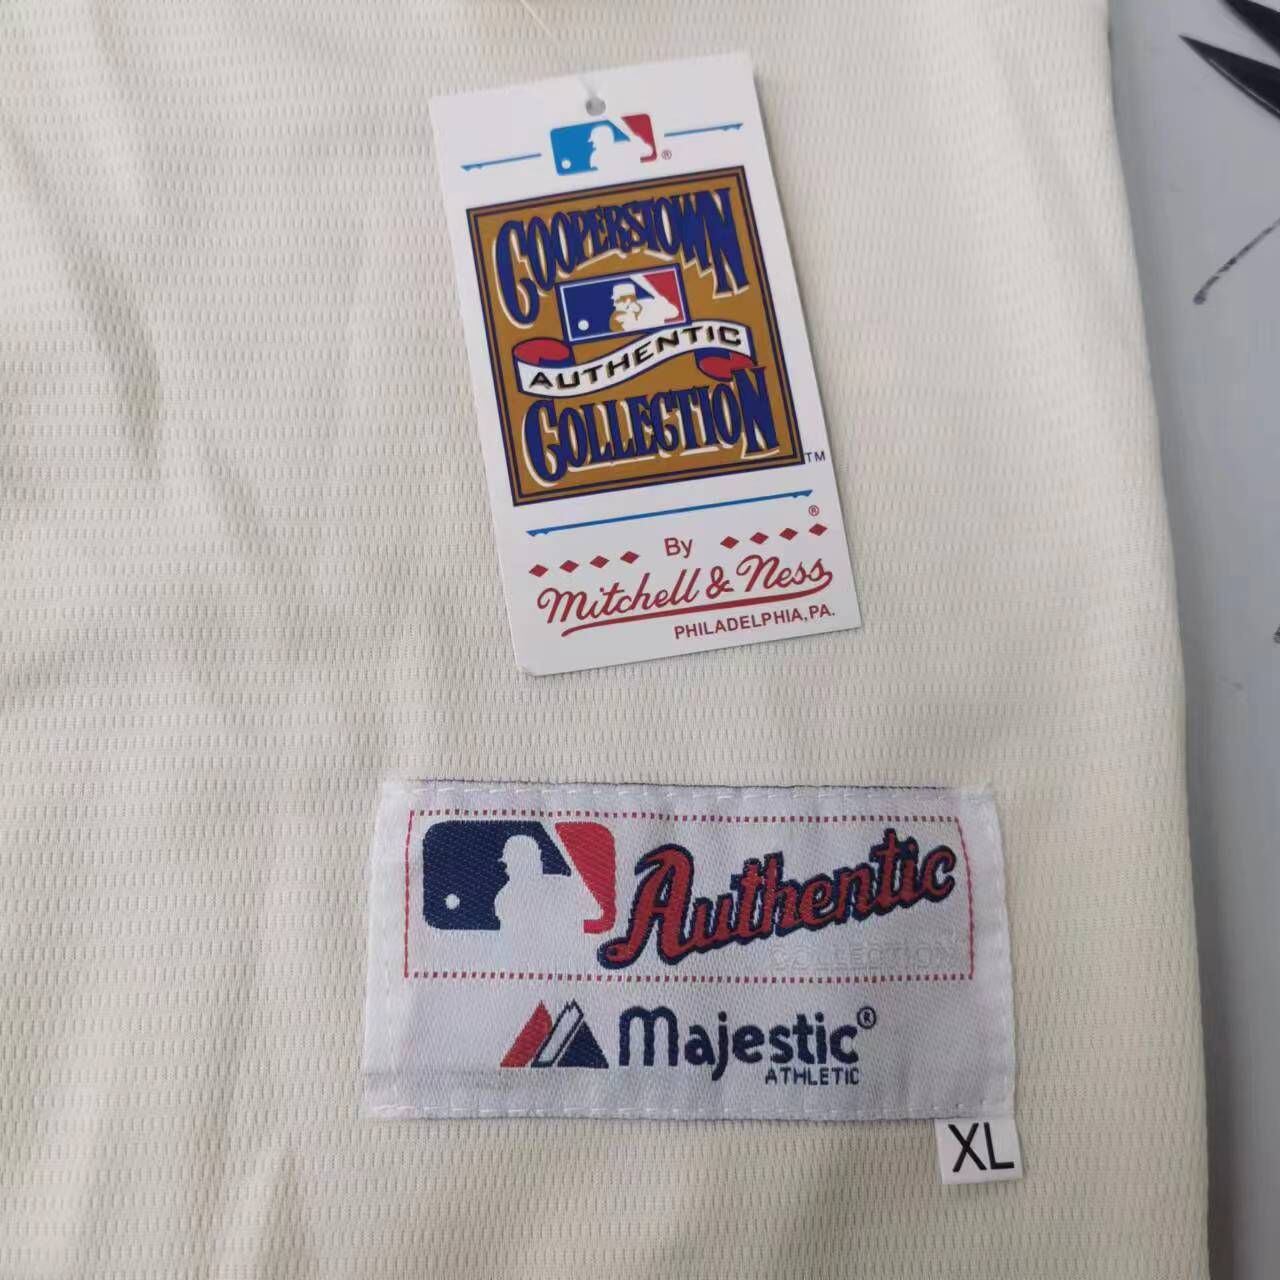 ®
COOPERSTOWN
AUTHENTIC
COLLECTION
TM
®
By
Mitchell & Ness
PHILADELPHIA, PA.
Authentic
COLLECTION
Majestic®
ATHLETIC
XL